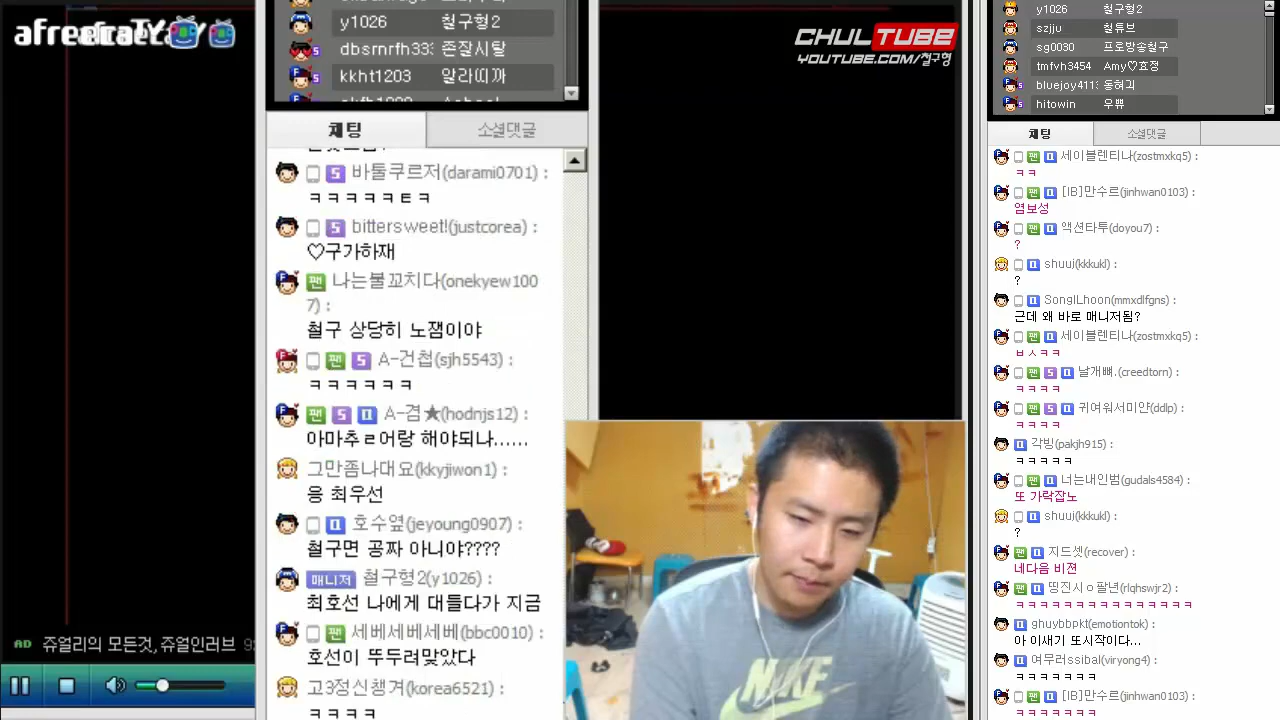 afreecaTV
y1026 철구형2
dbsrnrfh333 존잘시탈
kkht1203 알라띠까
채팅 소셜댓글
바툴쿠르저(darami0701) :
ㅋㅋㅋㅋㅋㅌㅋ
bittersweet!(justcorea) :
♡구가하재
나는불꼬치다(onekyew100
7) :
철구 상당히 노잼이야
A-건첩(sjh5543) :
ㅋㅋㅋㅋㅋㅋ
A-겸★(hodnjs12) :
아마추ㄹ어랑 해야되나......
그만좀나대요(kkyjiwon1) :
응 최우선
호수옆(jeyoung0907) :
철구면 공짜 아니야????
매니저 철구형2(y1026) :
최호선 나에게 대들다가 지금
세베세베세베(bbc0010) :
호선이 뚜두려맞았다
고3정신챙겨(korea6521) :
ㅋㅋㅋㅋ
AD 쥬얼리의 모든것, 쥬얼인러브
CHULTUBE
YOUTUBE.COM/철구형
NIKE
y1026 철구형2
szjju 철튜브
sg0030 프로방송철구
tmfvh3454 Amy♡효정
bluejoy4113 동혀긔
hitowin 우쀼
채팅 소셜댓글
세이블렌티나(zostmxkq5) :
ㅋㅋ
[IB]만수르(jinhwan0103) :
염보성
액션타투(doyou7) :
?
shuuj(kkkukl) :
?
SongILhoon(mmxdlfgns) :
근데 왜 바로 매니저됨?
세이블렌티나(zostmxkq5) :
ㅂㅅㅋㅋ
날개뼈.(creedtorn) :
ㅋㅋㅋㅋ
귀여워서미얀(ddlp) :
ㅋㅋㅋㅋ
각빙(pakjh915) :
ㅋㅋㅋㅋㅋ
너는내인범(gudals4584) :
또 가락잡노
shuuj(kkkukl) :
?
지드셋(recover) :
네다음 비젼
띵진시ㅇ팔년(rlqhswjr2) :
ㅋㅋㅋㅋㅋㅋㅋㅋㅋㅋㅋㅋㅋㅋ
ghuybbpkt(emotiontok) :
아 이새기 또시작이다...
여무러ssibal(viryong4) :
ㅋㅋㅋㅋㅋㅋㅋ
[IB]만수르(jinhwan0103) :
ㅋㅋㅋㅋㅋㅋㅋ